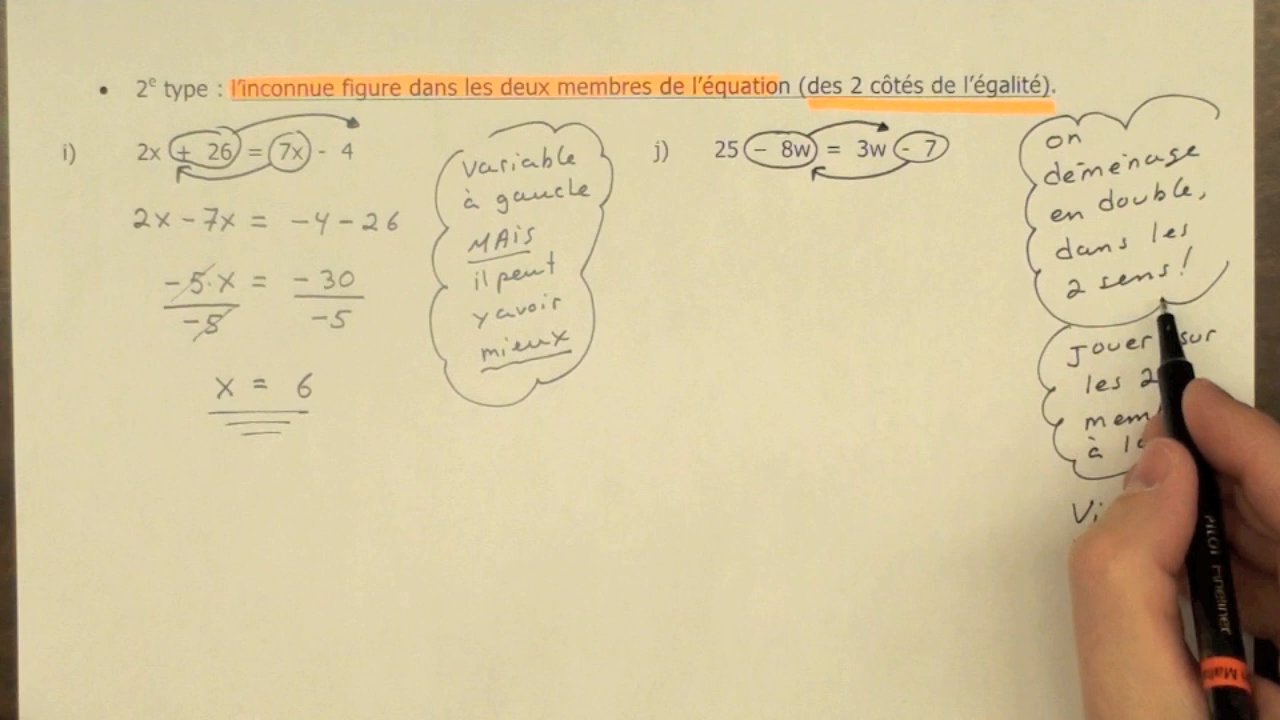 • 2e type : l'inconnue figure dans les deux membres de l'équation (des 2 côtés de l'égalité).
i) 2x + 26 = 7x - 4
2x - 7x = -4 - 26
-5·x = -30
-5 -5
x = 6
variable
à gauche
MAIS
il peut
y avoir
mieux
j) 25 - 8w = 3w - 7
on
déménage
en double,
dans les
2 sens!
Jouer sur
les 2
à
PILOT Fineliner